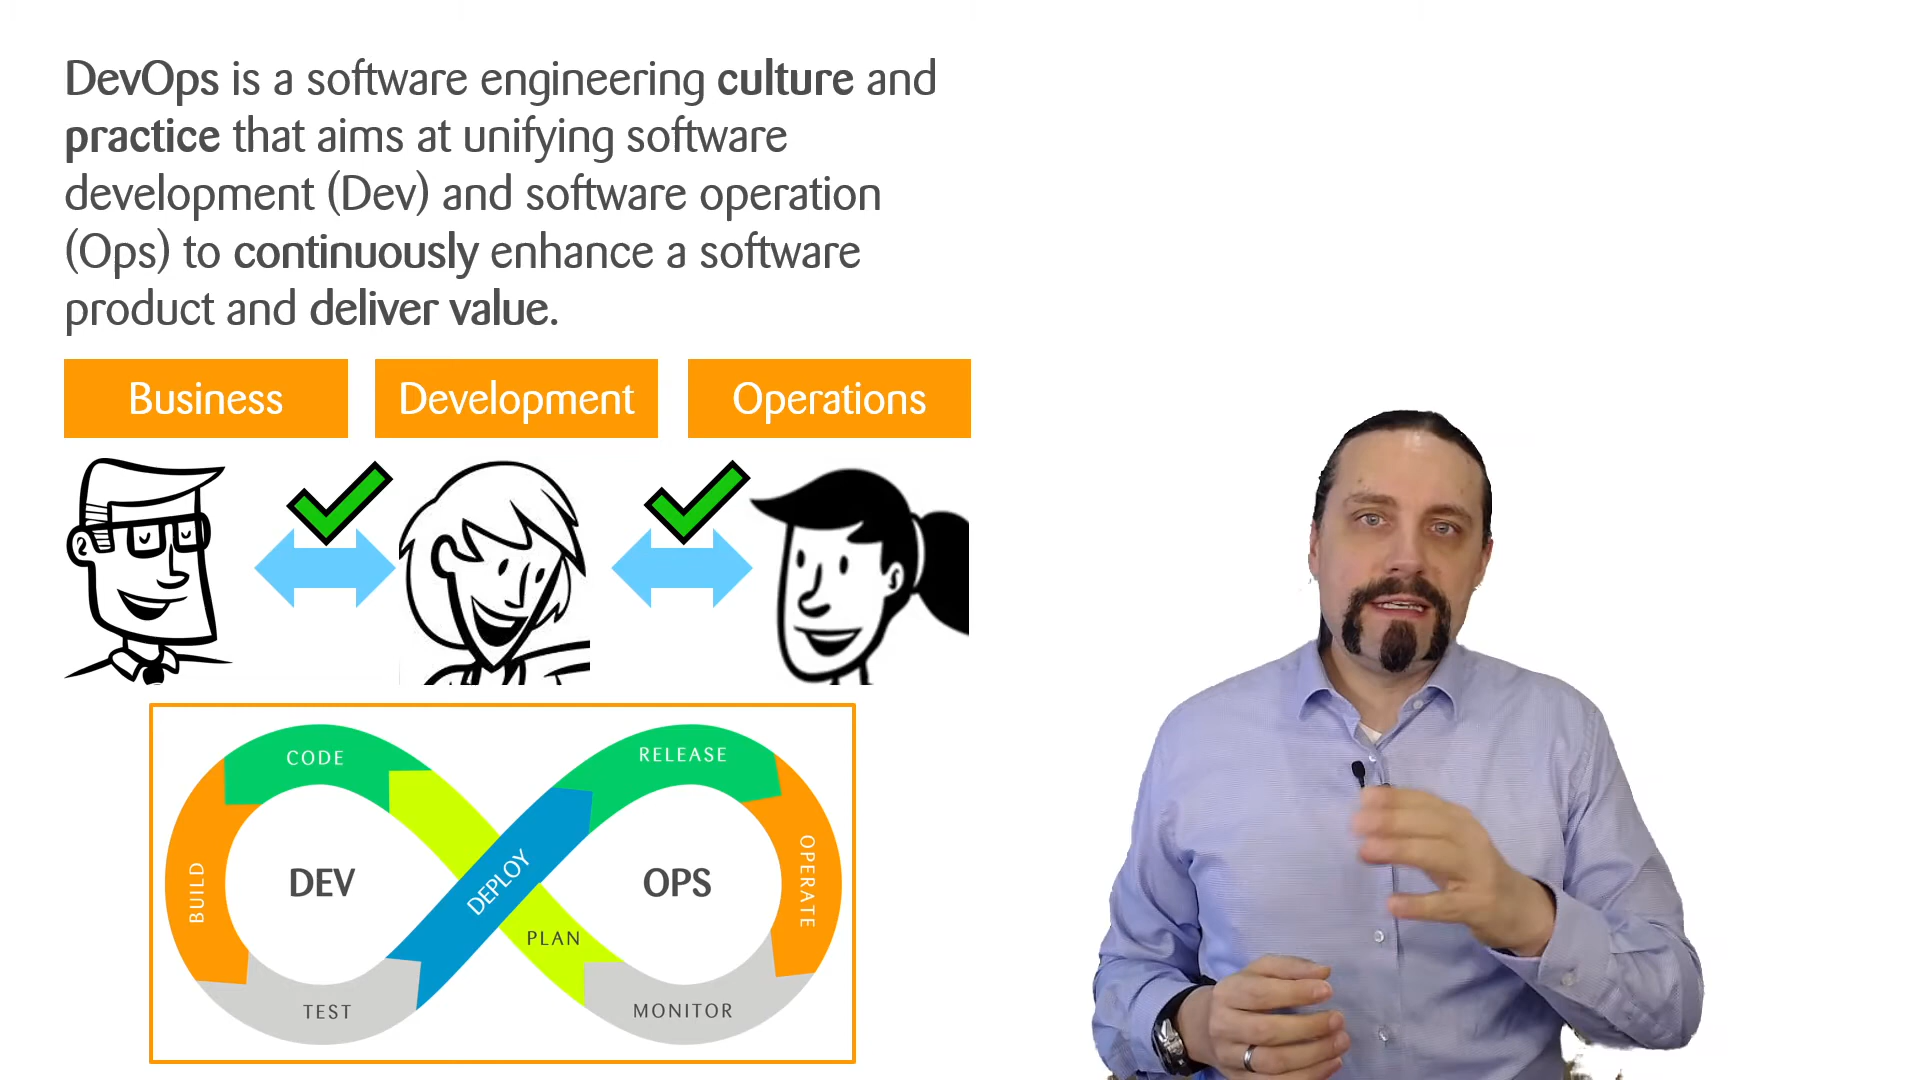 DevOps is a software engineering culture and
practice that aims at unifying software
development (Dev) and software operation
(Ops) to continuously enhance a software
product and deliver value.
Business
Development
Operations
CODE
RELEASE
BUILD
DEV
DEPLOY
OPS
OPERATE
PLAN
TEST
MONITOR